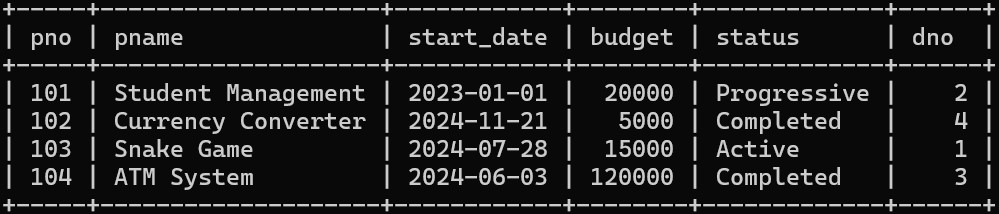 +-----+--------------------+------------+--------+-------------+------+
| pno | pname              | start_date | budget | status      | dno  |
+-----+--------------------+------------+--------+-------------+------+
| 101 | Student Management | 2023-01-01 |  20000 | Progressive |    2 |
| 102 | Currency Converter | 2024-11-21 |   5000 | Completed   |    4 |
| 103 | Snake Game         | 2024-07-28 |  15000 | Active      |    1 |
| 104 | ATM System         | 2024-06-03 | 120000 | Completed   |    3 |
+-----+--------------------+------------+--------+-------------+------+